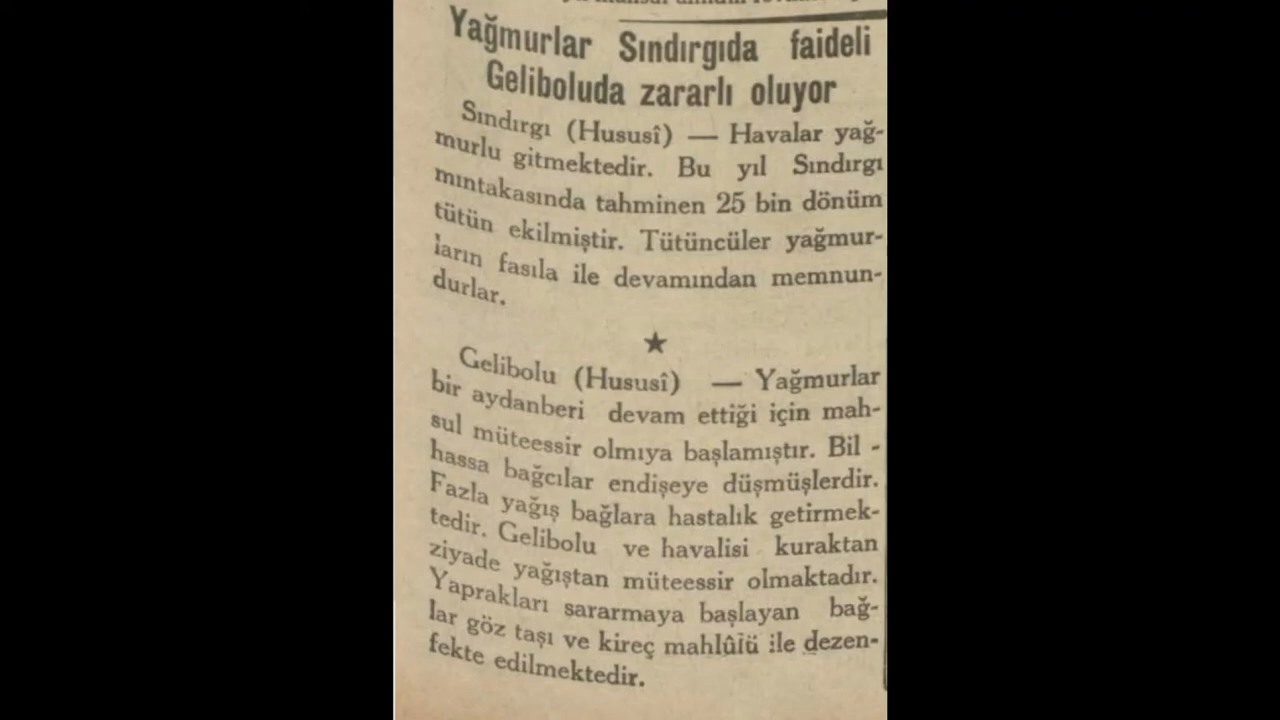 Yağmurlar Sındırgıda faideli
Geliboluda zararlı oluyor
Sındırgı (Hususî) — Havalar yağ-
murlu gitmektedir. Bu yıl Sındırgı
mıntakasında tahminen 25 bin dönüm
tütün ekilmiştir. Tütüncüler yağmur-
ların fasıla ile devamından memnun-
durlar.
★
Gelibolu (Hususî) — Yağmurlar
bir aydanberi devam ettiği için mah-
sul müteessir olmıya başlamıştır. Bil -
hassa bağcılar endişeye düşmüşlerdir.
Fazla yağış bağlara hastalık getirmek-
tedir. Gelibolu ve havalisi kuraktan
ziyade yağıştan müteessir olmaktadır.
Yaprakları sararmaya başlayan bağ-
lar göz taşı ve kireç mahlûlü ile dezen-
fekte edilmektedir.